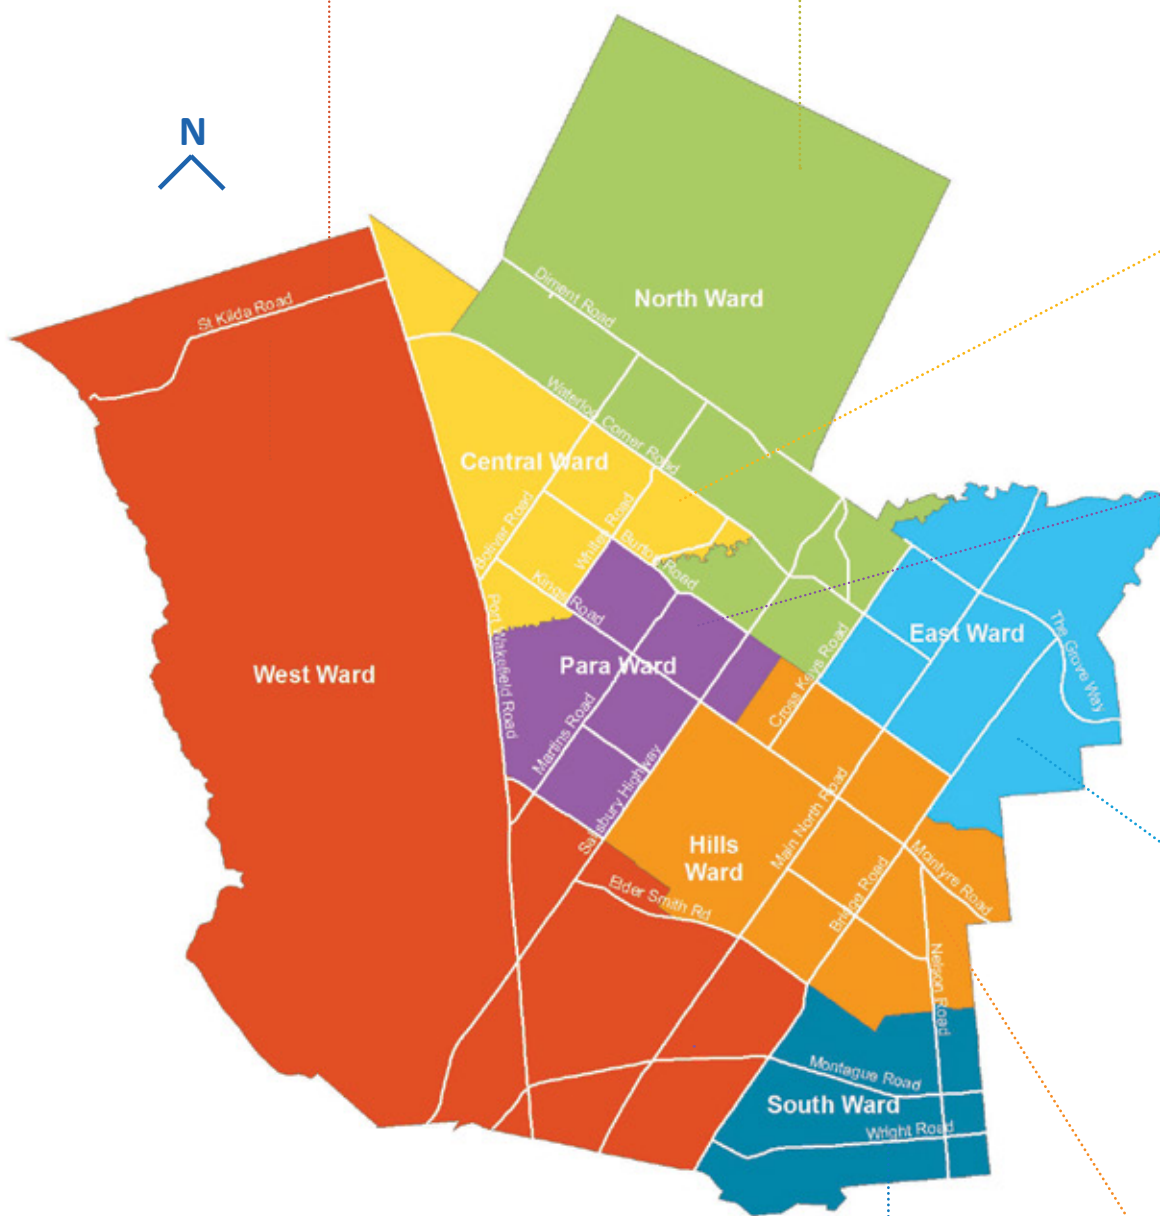 N
St Kilda Road
Diment Road
North Ward
Waterloo Corner Road
Central Ward
Bolivar Road
Whites Road
Burton Road
Kings Road
Port Wakefield Road
East Ward
The Grove Way
West Ward
Para Ward
Cross Keys Road
Martins Road
Salisbury Highway
Main North Road
Hills
Ward
McIntyre Road
Bridge Road
Elder Smith Rd
Nelson Road
Montague Road
South Ward
Wright Road